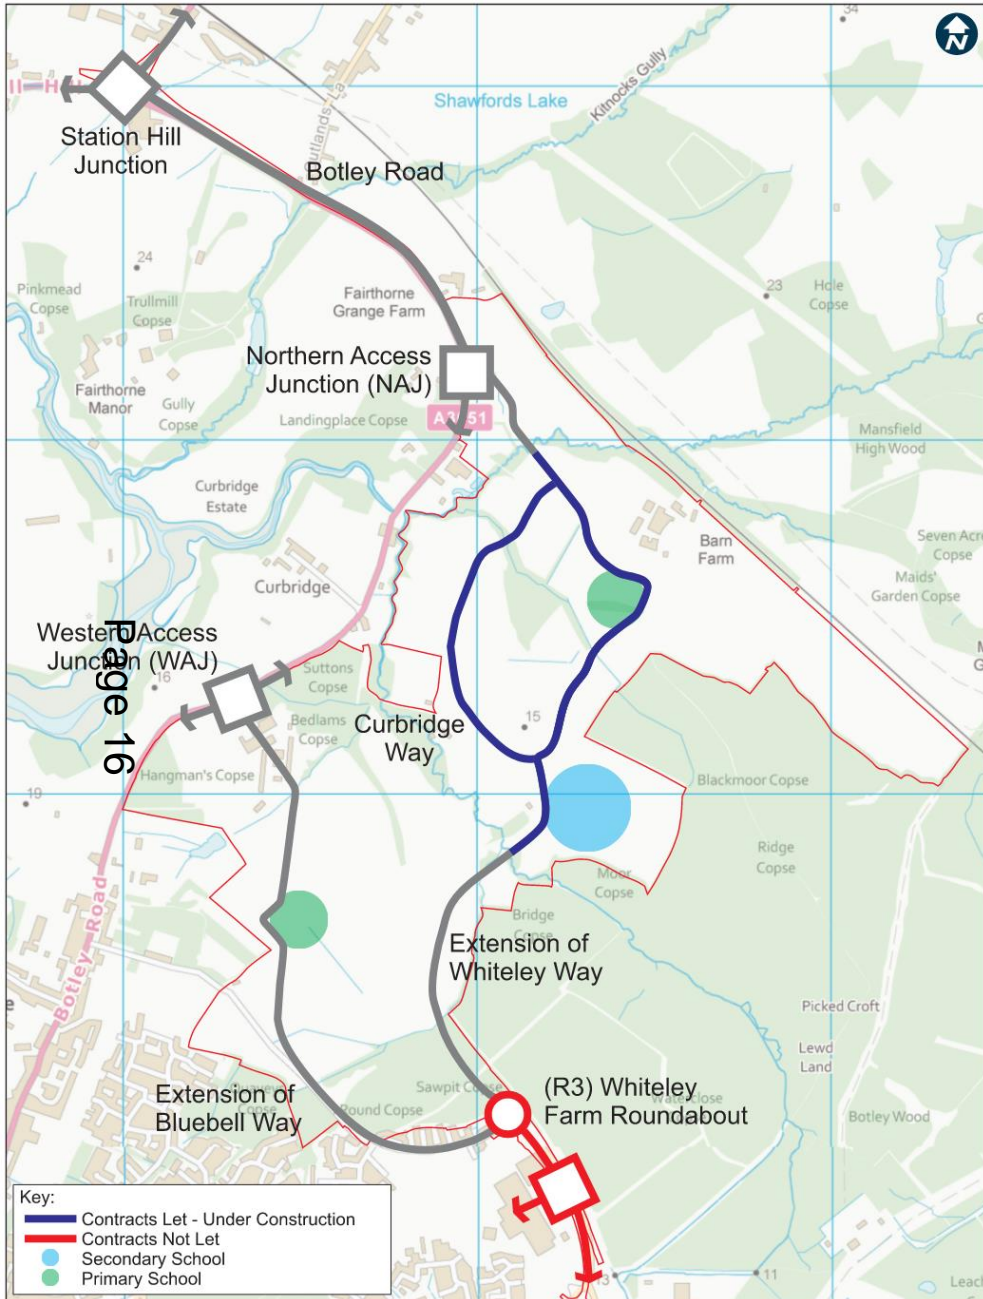 34
N
Kitnocks Gully
Shawfords Lake
Station Hill
Junction
Outlands La
Botley Road
24
Pinkmead
Copse
Trullmill
Copse
23
Hole
Copse
Fairthorne
Grange Farm
Northern Access
Junction (NAJ)
Fairthorne
Manor
Gully
Copse
Landingplace Copse
Mansfield
High Wood
Curbridge
Estate
Barn
Farm
Seven Acre
Copse
Maids'
Garden Copse
Curbridge
Western Access
Junction (WAJ)
Page 16
16
Suttons
Copse
Bedlams
Copse
Curbridge
Way
15
Hangman's Copse
Blackmoor Copse
19
Ridge
Copse
Moor
Copse
Botley Road
Bridge
Copse
Extension of
Whiteley Way
Picked Croft
Lewd
Land
Sawpit Copse
(R3) Whiteley
Farm Roundabout
Extension of
Bluebell Way
Round Copse
Botley Wood
Key:
Contracts Let - Under Construction
Contracts Not Let
Secondary School
Primary School
11